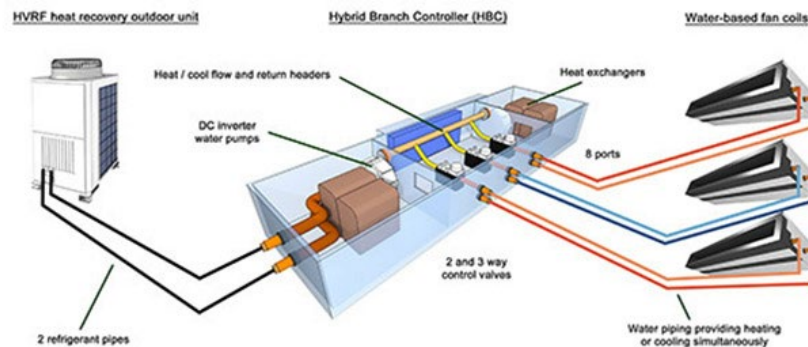 HVRF heat recovery outdoor unit
Hybrid Branch Controller (HBC)
Water-based fan coils
Heat / cool flow and return headers
Heat exchangers
DC inverter
water pumps
8 ports
2 and 3 way
control valves
2 refrigerant pipes
Water piping providing heating
or cooling simultaneously